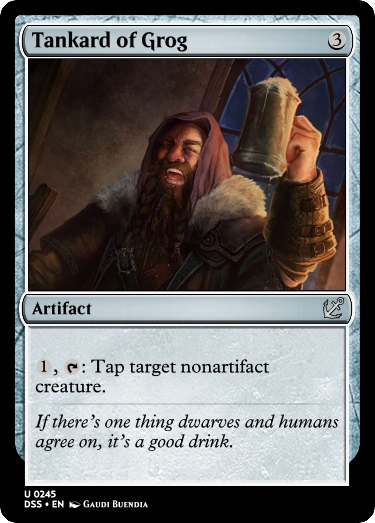 Tankard of Grog 3
Artifact
1, : Tap target nonartifact
creature.
If there's one thing dwarves and humans
agree on, it's a good drink.
U 0245
DSS • EN Gaudi Buendia